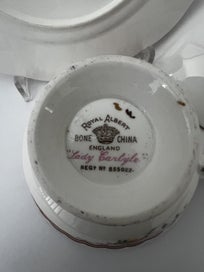 ROYAL ALBERT
BONE CHINA
ENGLAND
"Lady Carlyle"
REGD Nº 855022.